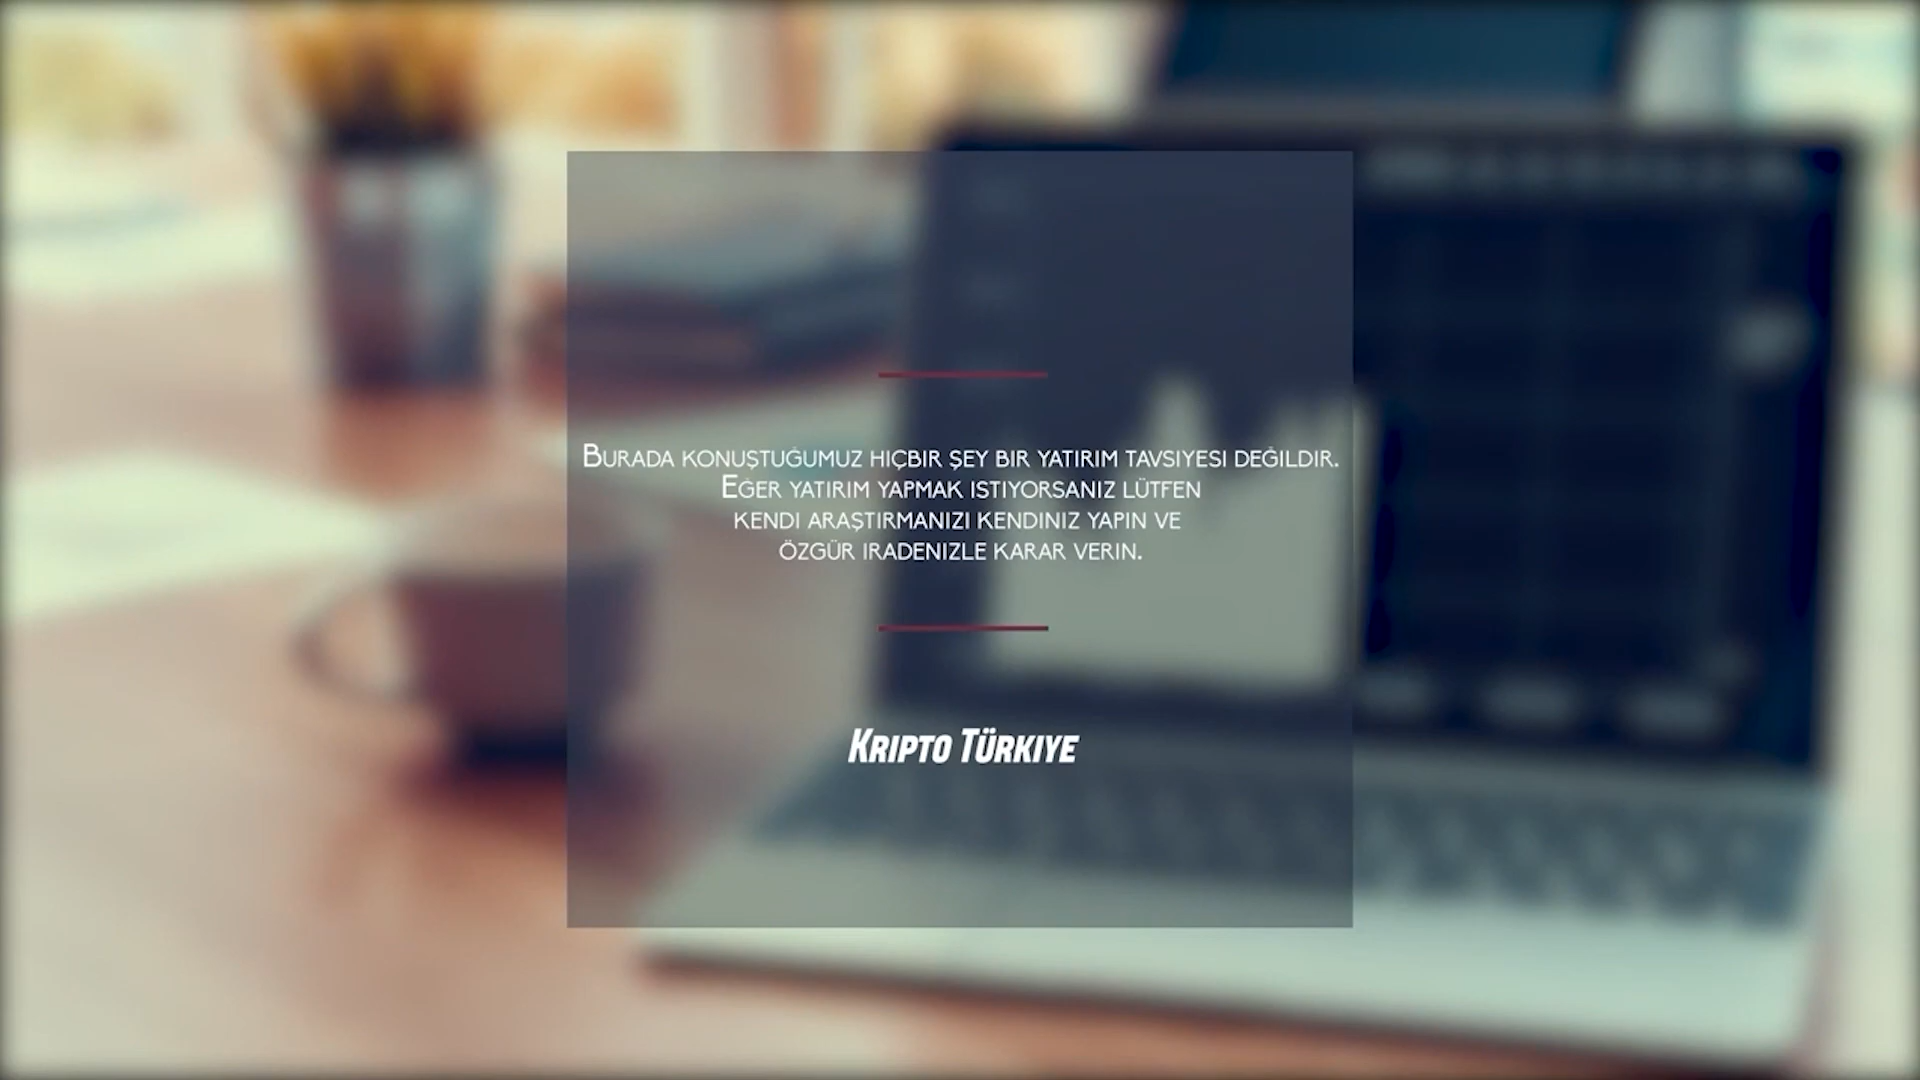 Burada konuştuğumuz hiçbir şey bir yatırım tavsiyesi değildir.
Eğer yatırım yapmak istiyorsanız lütfen
kendi araştırmanızı kendiniz yapın ve
özgür iradenizle karar verin.
Kripto Türkiye